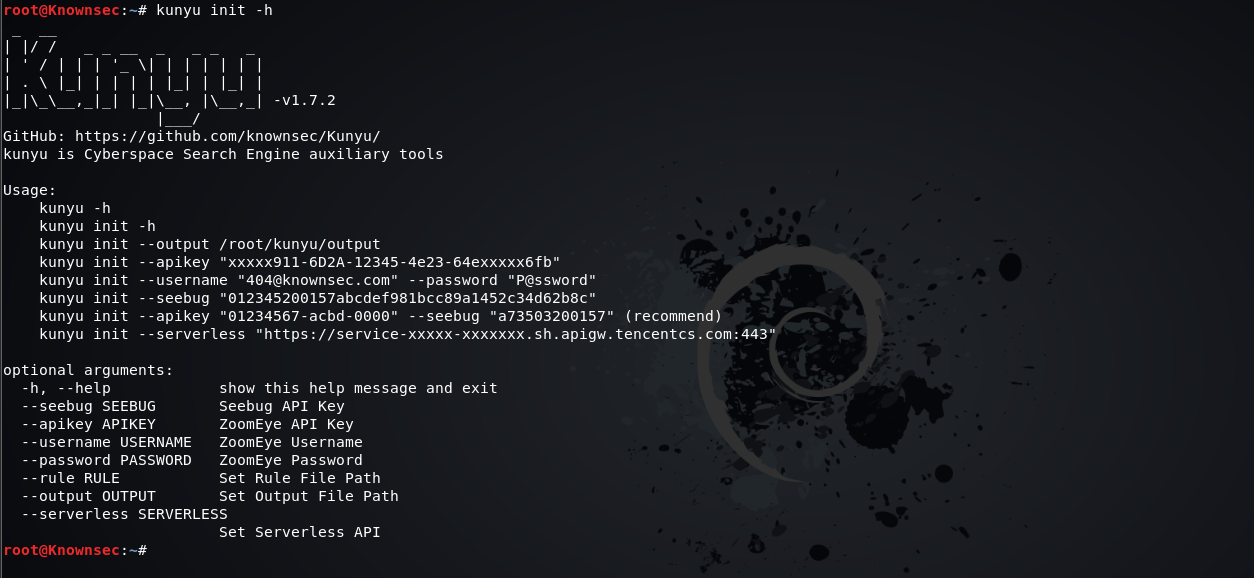 root@Knownsec:~# kunyu init -h
 _  __
| |/ /   _ _ __  _   _ _   _
| ' / | | | '_ \| | | | | | |
| . \ |_| | | | | |_| | |_| |
|_|\_\__,_|_| |_|\__, |\__,_| -v1.7.2
                 |___/
GitHub: https://github.com/knownsec/Kunyu/
kunyu is Cyberspace Search Engine auxiliary tools

Usage:
    kunyu -h
    kunyu init -h
    kunyu init --output /root/kunyu/output
    kunyu init --apikey "xxxxx911-6D2A-12345-4e23-64exxxxx6fb"
    kunyu init --username "404@knownsec.com" --password "P@ssword"
    kunyu init --seebug "012345200157abcdef981bcc89a1452c34d62b8c"
    kunyu init --apikey "01234567-acbd-0000" --seebug "a73503200157" (recommend)
    kunyu init --serverless "https://service-xxxxx-xxxxxxx.sh.apigw.tencentcs.com:443"

optional arguments:
  -h, --help            show this help message and exit
  --seebug SEEBUG       Seebug API Key
  --apikey APIKEY       ZoomEye API Key
  --username USERNAME   ZoomEye Username
  --password PASSWORD   ZoomEye Password
  --rule RULE           Set Rule File Path
  --output OUTPUT       Set Output File Path
  --serverless SERVERLESS
                        Set Serverless API
root@Knownsec:~#